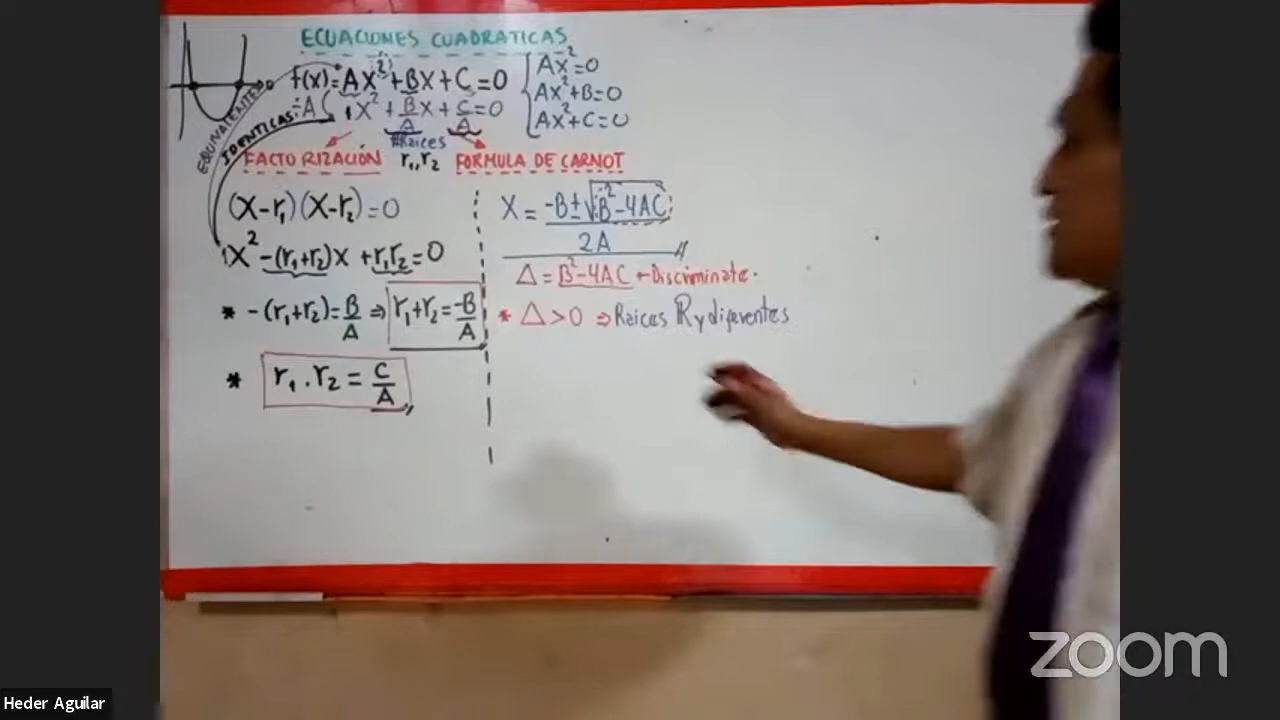 ECUACIONES CUADRATICAS
f(x)=AX²+BX+C=0
÷A( 1X²+B/A X+C/A=0
AX²=0
AX²+B=0
AX²+C=0
EQUIVALENTES
IDENTICAS
#Raices
r₁,r₂
FACTORIZACIÓN
(X-r₁)(X-r₂)=0
1X²-(r₁+r₂)X+r₁r₂=0
* -(r₁+r₂)=B/A ⇒ r₁+r₂=-B/A
* r₁.r₂=C/A
FORMULA DE CARNOT
X=-B±√B²-4AC/2A
Δ=B²-4AC ←Discriminate.
* Δ>0 ⇒Raices R y diferentes
Heder Aguilar
zoom